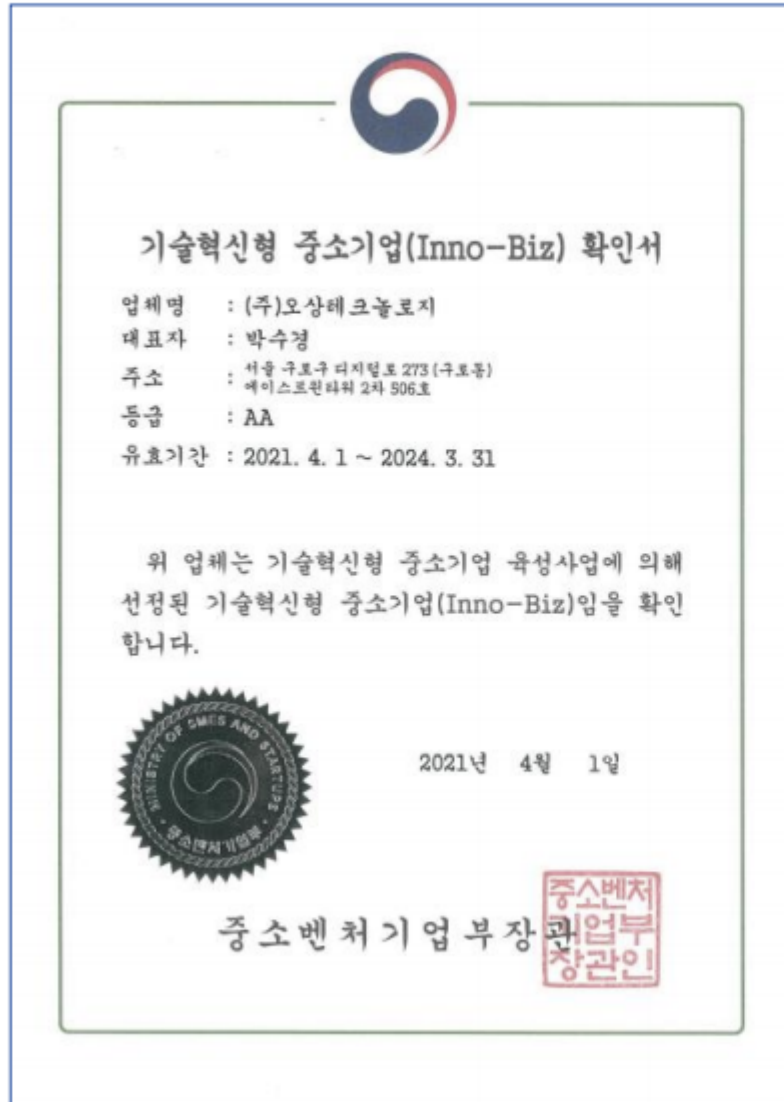 기술혁신형 중소기업(Inno-Biz) 확인서
업체명 : (주)오상테크놀로지
대표자 : 박수경
주소 : 서울 구로구 디지털로 273 (구로동)
에이스트윈타워 2차 506호
등급 : AA
유효기간 : 2021. 4. 1 ~ 2024. 3. 31
위 업체는 기술혁신형 중소기업 육성사업에 의해
선정된 기술혁신형 중소기업(Inno-Biz)임을 확인
합니다.
2021년 4월 1일
MINISTRY OF SMES AND STARTUPS
중소벤처기업부
중소벤처기업부장관
중소벤처
기업부
장관인